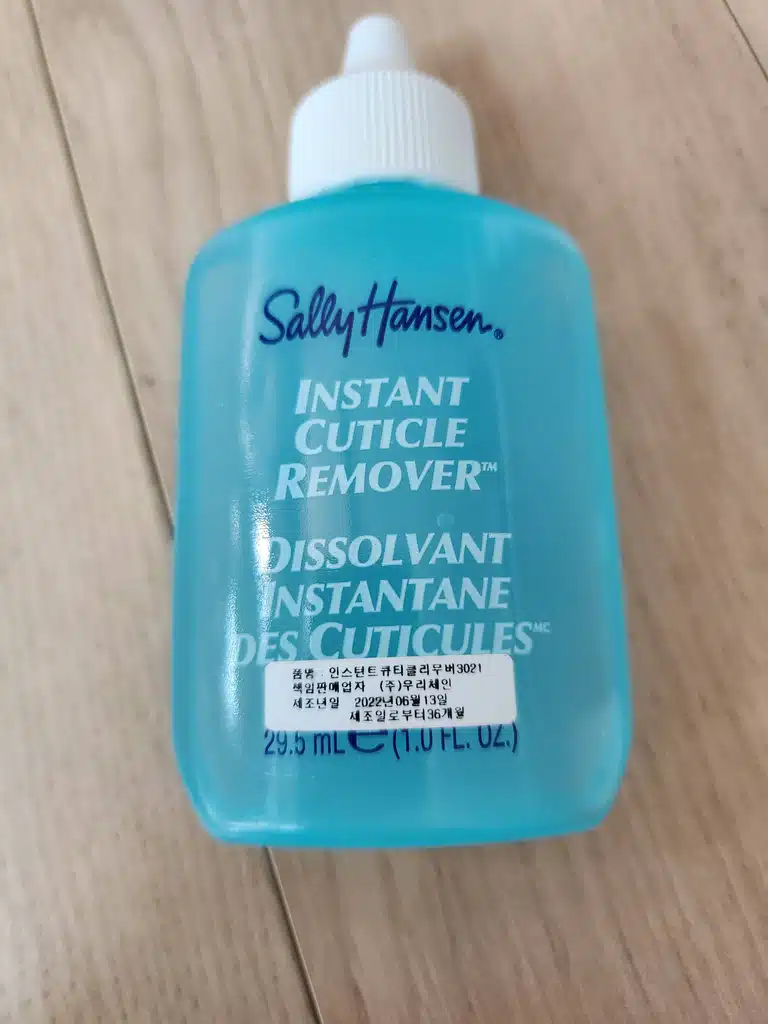 Sally Hansen®
INSTANT
CUTICLE
REMOVER™
DISSOLVANT
INSTANTANE
DES CUTICULES MC
품명 : 인스턴트큐티클리무버3021
책임판매업자 (주)우리체인
제조년일 2022년06월13일
제조일로부터36개월
29.5 mL e (1.0 FL. OZ.)